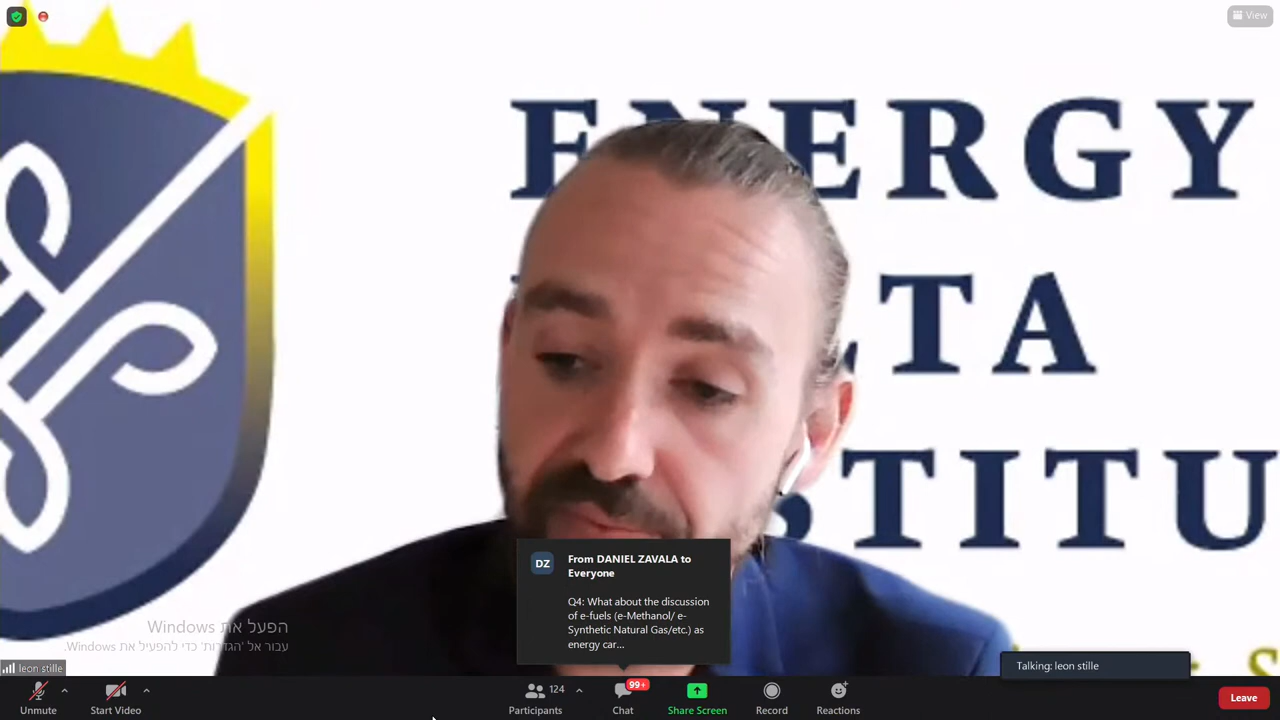 View
ENERGY
LTA
STITU
From DANIEL ZAVALA to
Everyone
DZ
Q4: What about the discussion
of e-fuels (e-Methanol/ e-
Synthetic Natural Gas/etc.) as
energy car...
הפעל את Windows
עבור אל 'הגדרות' כדי להפעיל את Windows.
leon stille
Talking: leon stille
S
Unmute
Start Video
124
Participants
99+
Chat
Share Screen
Record
Reactions
Leave